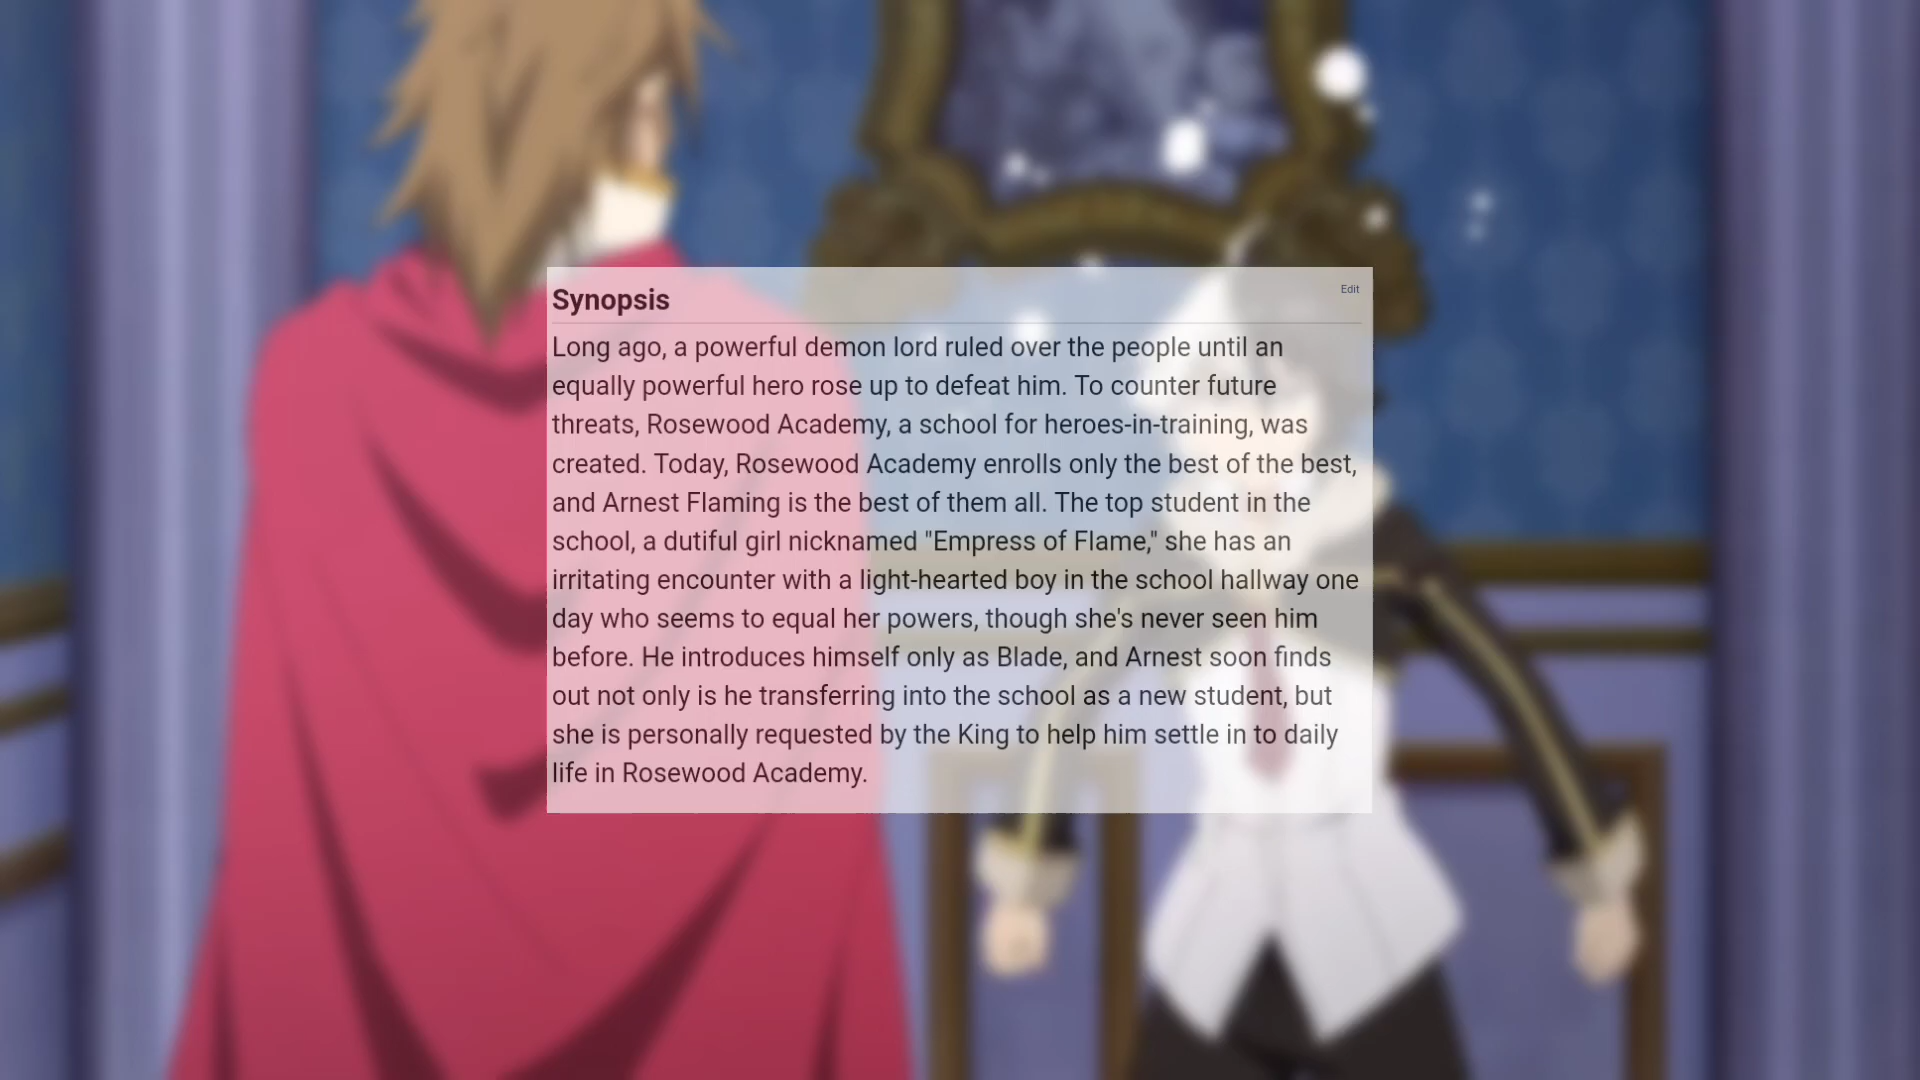 Synopsis
Edit
Long ago, a powerful demon lord ruled over the people until an
equally powerful hero rose up to defeat him. To counter future
threats, Rosewood Academy, a school for heroes-in-training, was
created. Today, Rosewood Academy enrolls only the best of the best,
and Arnest Flaming is the best of them all. The top student in the
school, a dutiful girl nicknamed "Empress of Flame," she has an
irritating encounter with a light-hearted boy in the school hallway one
day who seems to equal her powers, though she's never seen him
before. He introduces himself only as Blade, and Arnest soon finds
out not only is he transferring into the school as a new student, but
she is personally requested by the King to help him settle in to daily
life in Rosewood Academy.